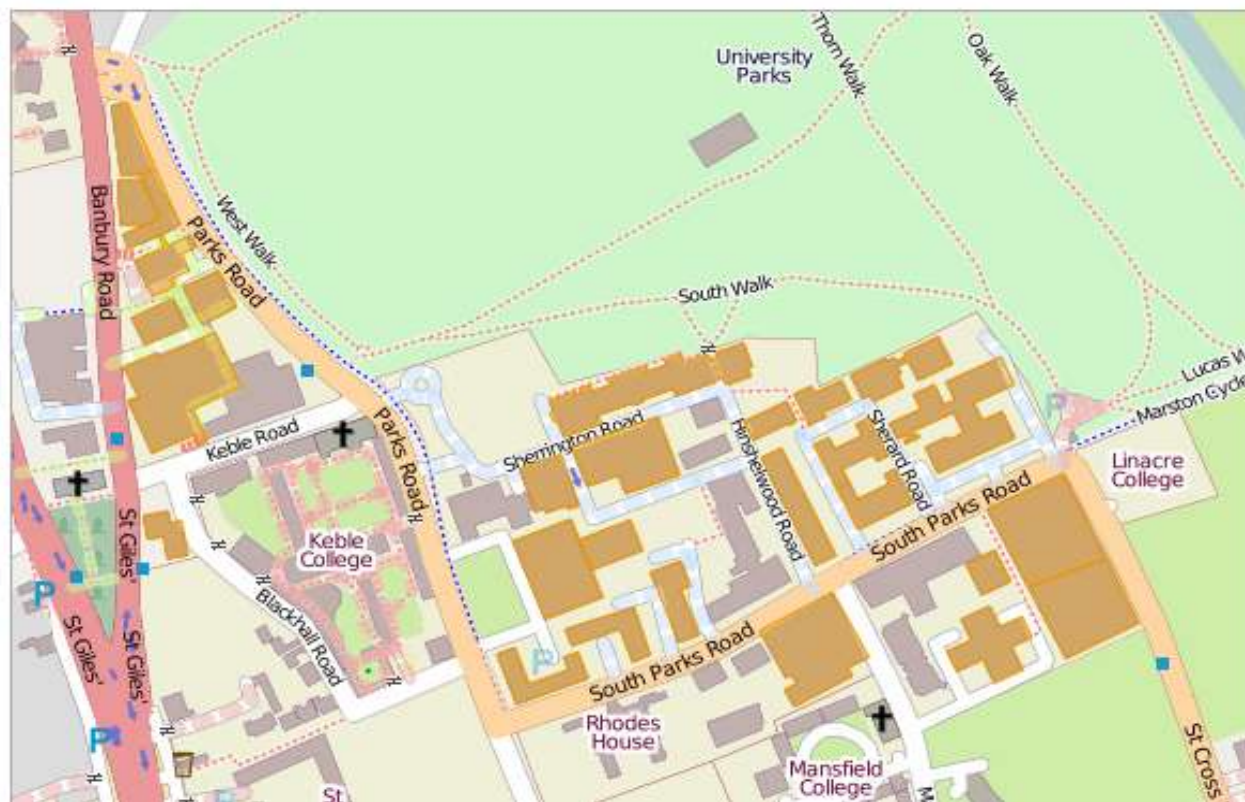 University
Parks
Thorn Walk
Oak Walk
Banbury Road
Parks Road
West Walk
South Walk
Lucas W
Marston Cycle
Keble Road
Parks Road
Sherrington Road
Hinshelwood Road
Sherard Road
Linacre
College
South Parks Road
St Giles'
Keble
College
P
P
Blackhall Road
St Giles'
St Giles'
P
South Parks Road
Rhodes
House
P
Mansfield
College
St Cross
St
M